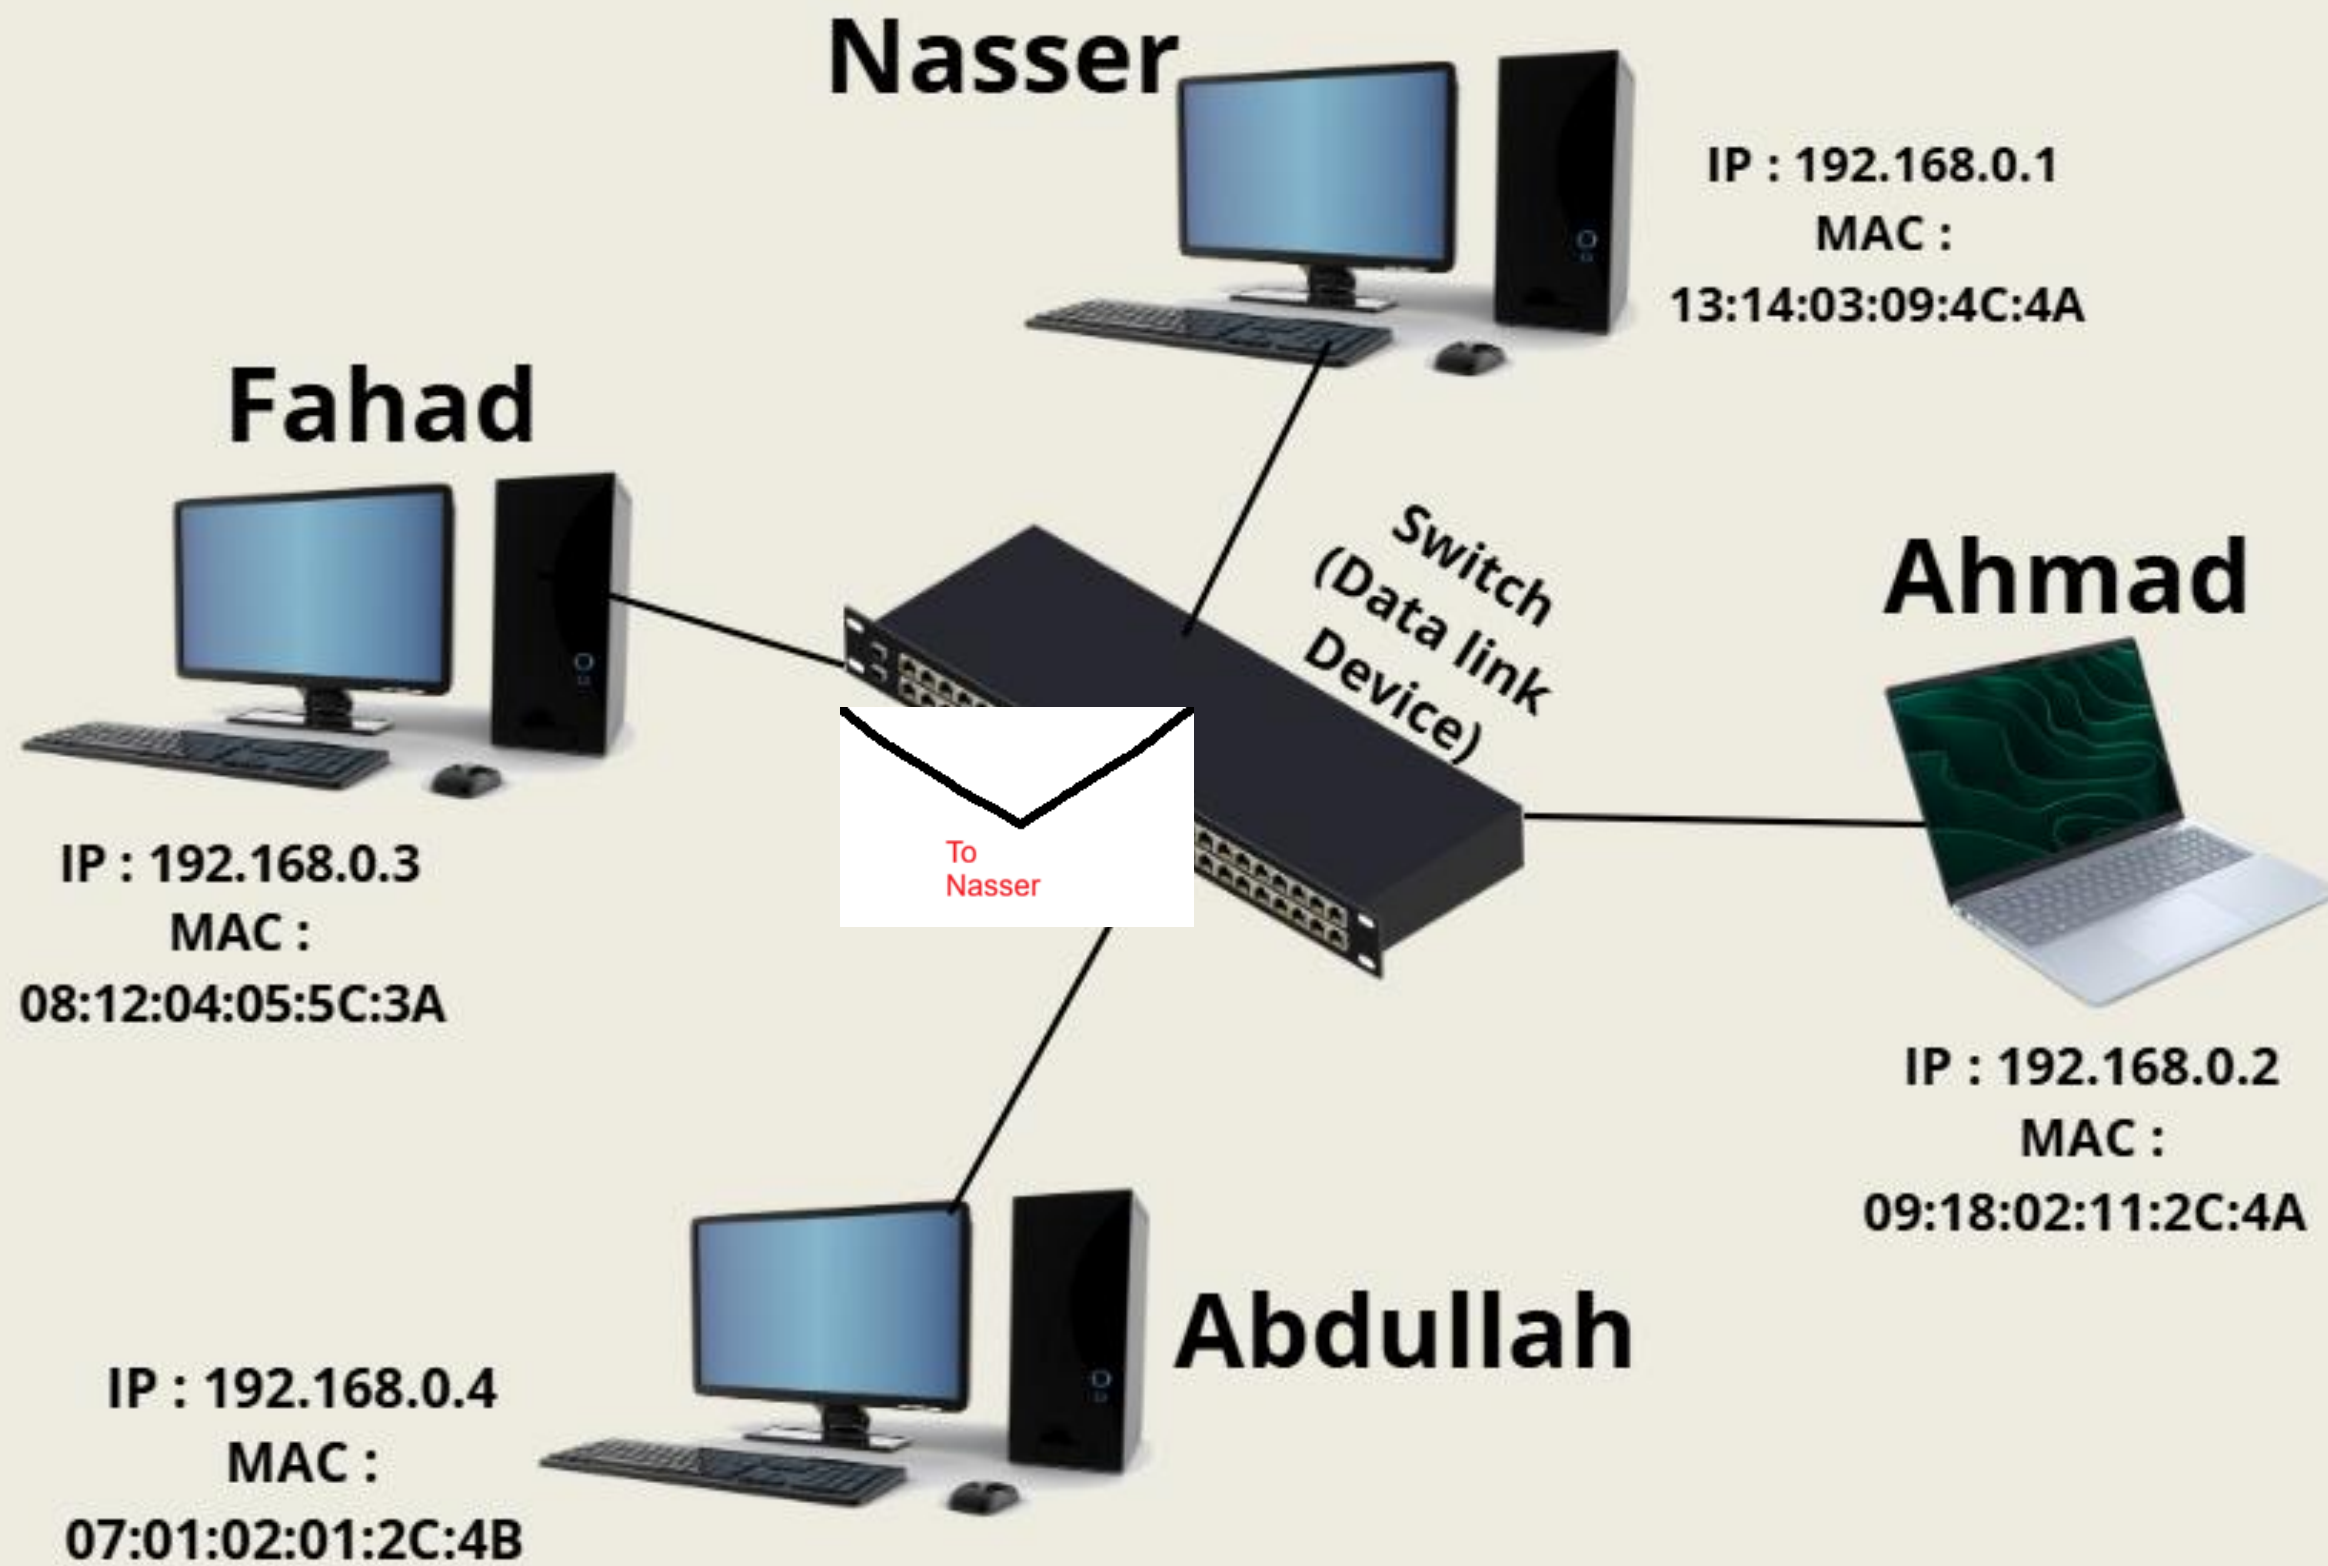 Nasser
IP : 192.168.0.1
MAC :
13:14:03:09:4C:4A
Fahad
IP : 192.168.0.3
MAC :
08:12:04:05:5C:3A
Switch
(Data link
Device)
To
Nasser
Ahmad
IP : 192.168.0.2
MAC :
09:18:02:11:2C:4A
Abdullah
IP : 192.168.0.4
MAC :
07:01:02:01:2C:4B